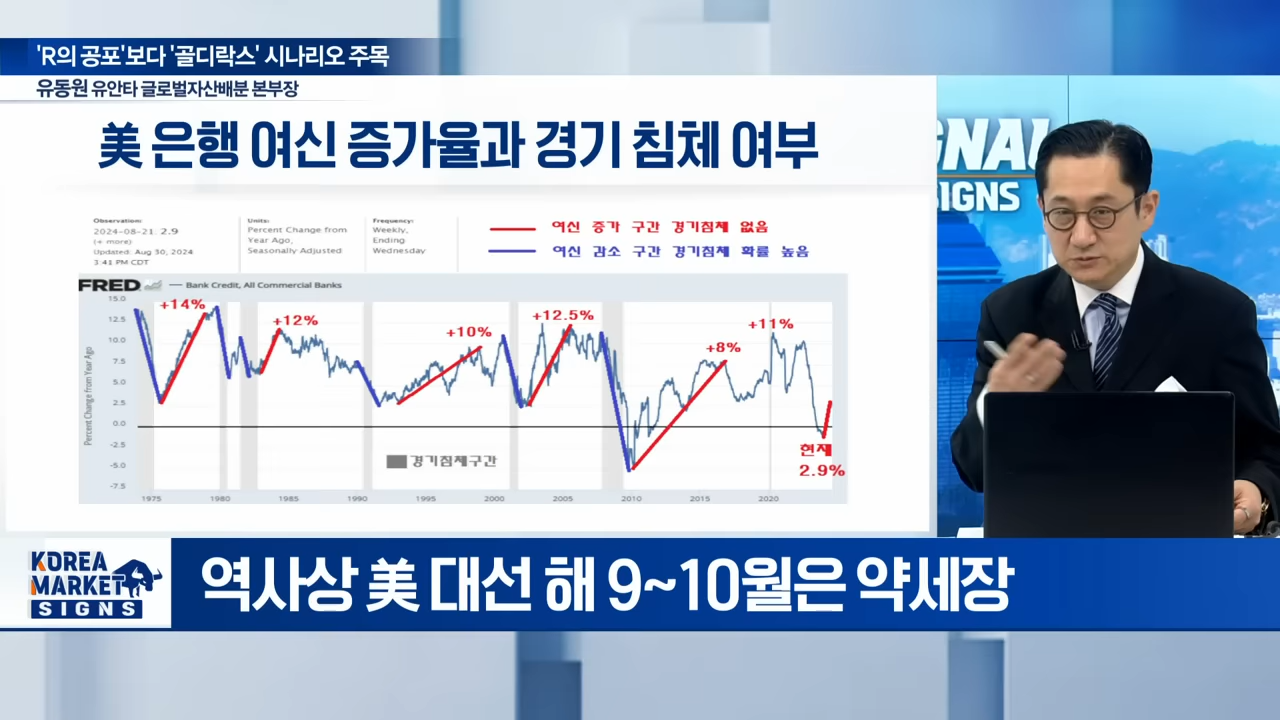 'R의 공포'보다 '골디락스' 시나리오 주목
유동원 유안타 글로벌자산배분 본부장
美 은행 여신 증가율과 경기 침체 여부
Observation:
2024-08-21: 2.9
(+ more)
Updated: Aug 30, 2024
3:41 PM CDT
Units:
Percent Change from
Year Ago,
Seasonally Adjusted
Frequency:
Weekly,
Ending
Wednesday
여신 증가 구간 경기침체 없음
여신 감소 구간 경기침체 확률 높음
FRED
Bank Credit, All Commercial Banks
Percent Change from Year Ago
15.0
12.5
10.0
7.5
5.0
2.5
0.0
-2.5
-5.0
-7.5
+14%
+12%
+10%
+12.5%
+8%
+11%
현재
2.9%
경기침체구간
1975
1980
1985
1990
1995
2000
2005
2010
2015
2020
GNAL
SIGNS
KOREA
MARKET
SIGNS
역사상 美 대선 해 9~10월은 약세장